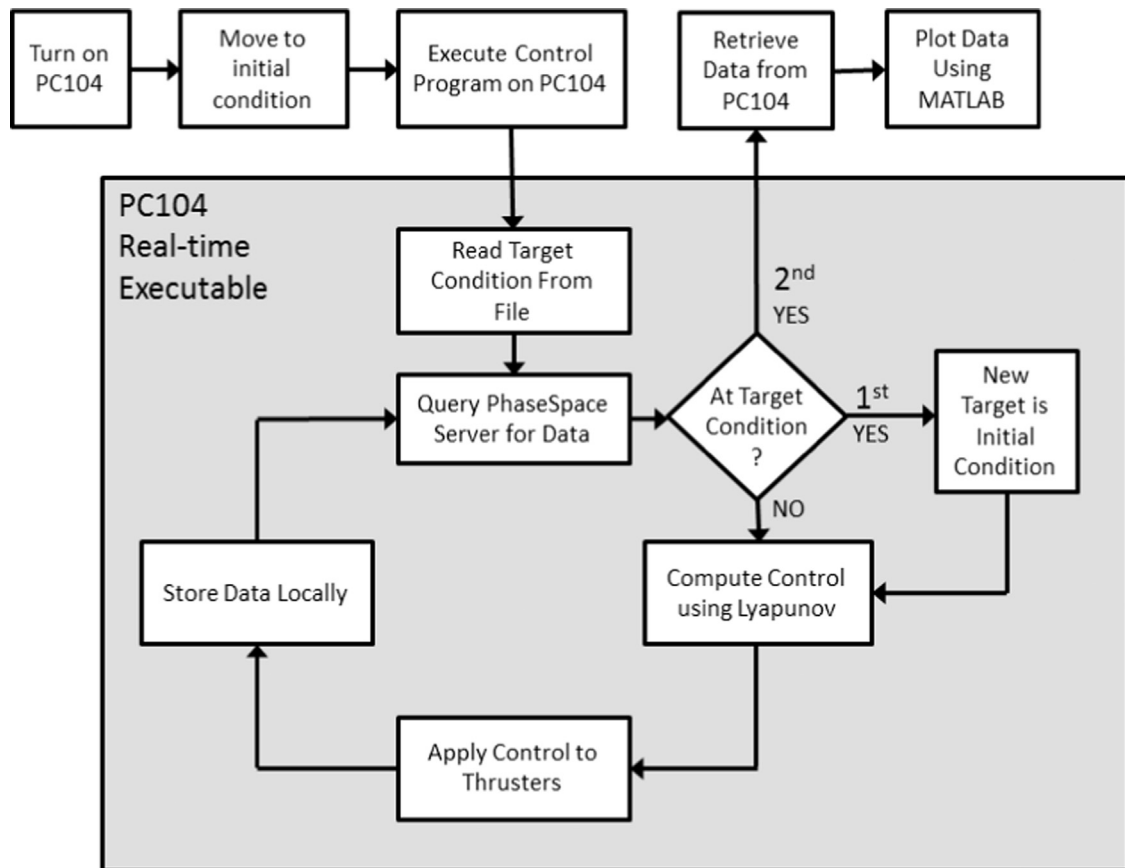 Turn on
PC104
Move to
initial
condition
Execute Control
Program on PC104
Retrieve
Data from
PC104
Plot Data
Using
MATLAB
PC104
Real-time
Executable
Read Target
Condition From
File
2nd
YES
Query PhaseSpace
Server for Data
At Target
Condition
?
1st
YES
New
Target is
Initial
Condition
NO
Store Data Locally
Compute Control
using Lyapunov
Apply Control to
Thrusters